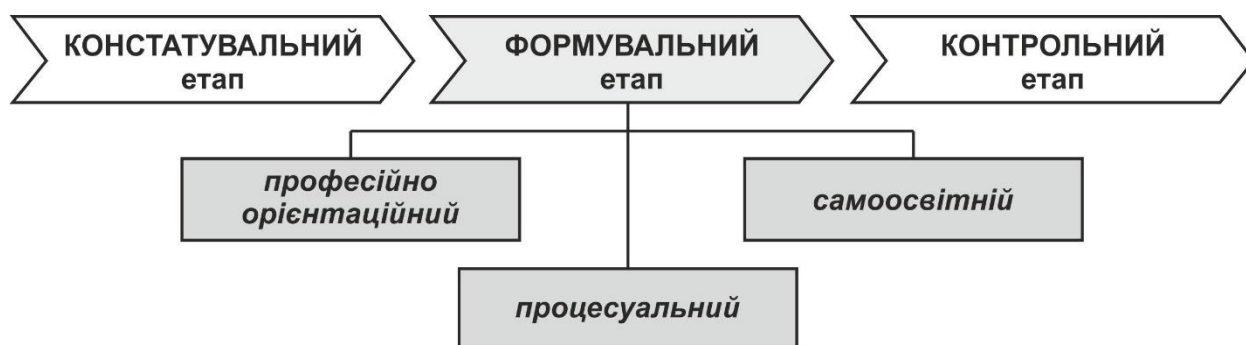 КОНСТАТУВАЛЬНИЙ
етап
ФОРМУВАЛЬНИЙ
етап
КОНТРОЛЬНИЙ
етап
професійно
орієнтаційний
самоосвітній
процесуальний